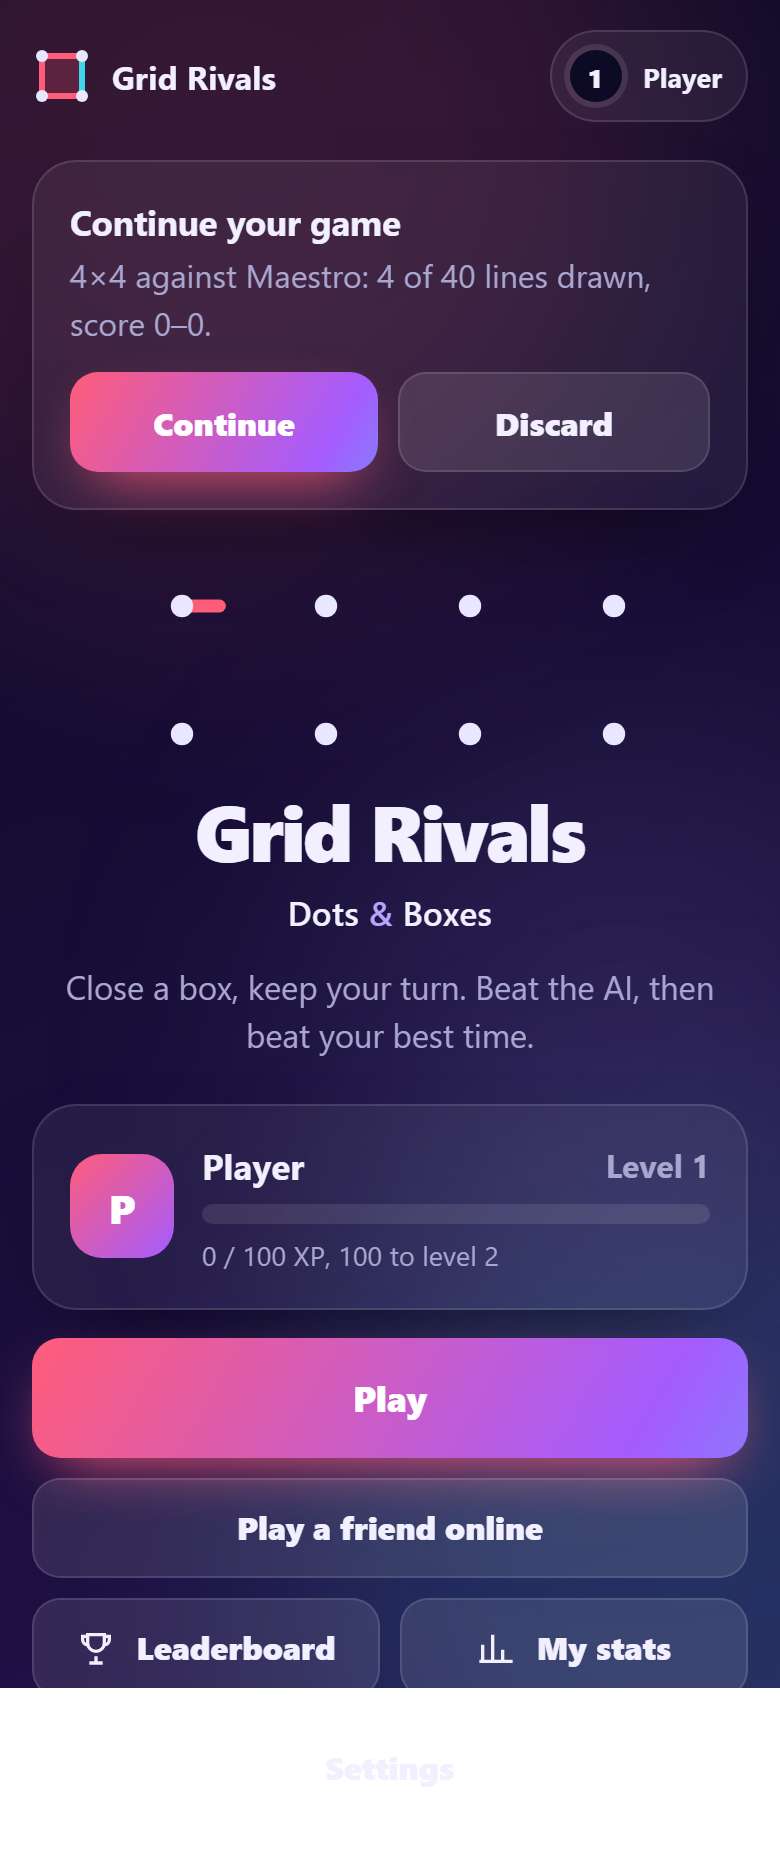 Grid Rivals
1 Player
Continue your game
4×4 against Maestro: 4 of 40 lines drawn,
score 0–0.
Continue Discard
Grid Rivals
Dots & Boxes
Close a box, keep your turn. Beat the AI, then
beat your best time.
P
Player Level 1
0 / 100 XP, 100 to level 2
Play
Play a friend online
Leaderboard My stats
Settings